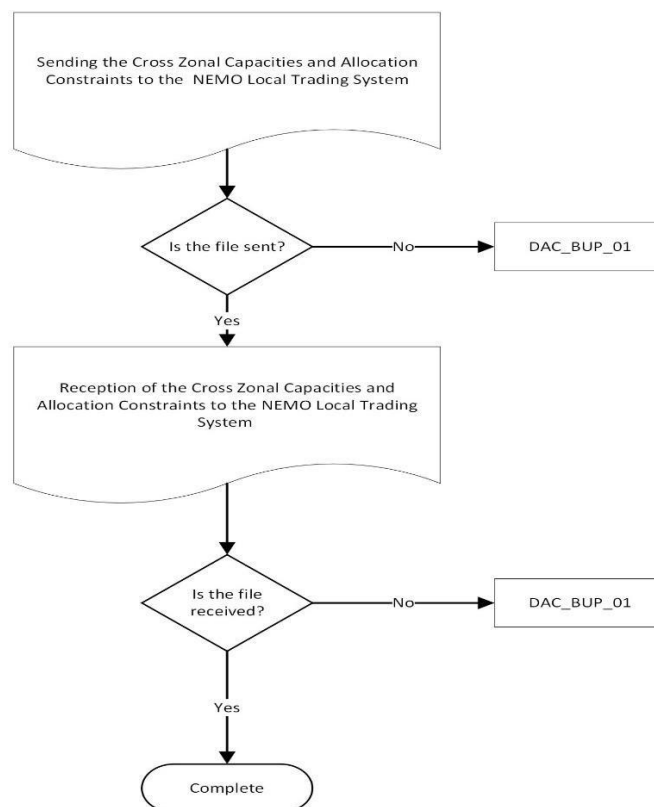 Sending the Cross Zonal Capacities and Allocation
Constraints to the NEMO Local Trading System
Is the file sent?
No
DAC_BUP_01
Yes
Reception of the Cross Zonal Capacities and
Allocation Constraints to the NEMO Local Trading
System
Is the file
received?
No
DAC_BUP_01
Yes
Complete